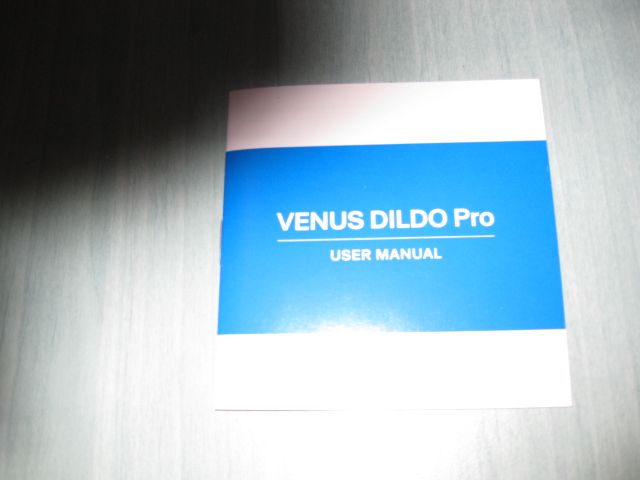 VENUS DILDO Pro
USER MANUAL